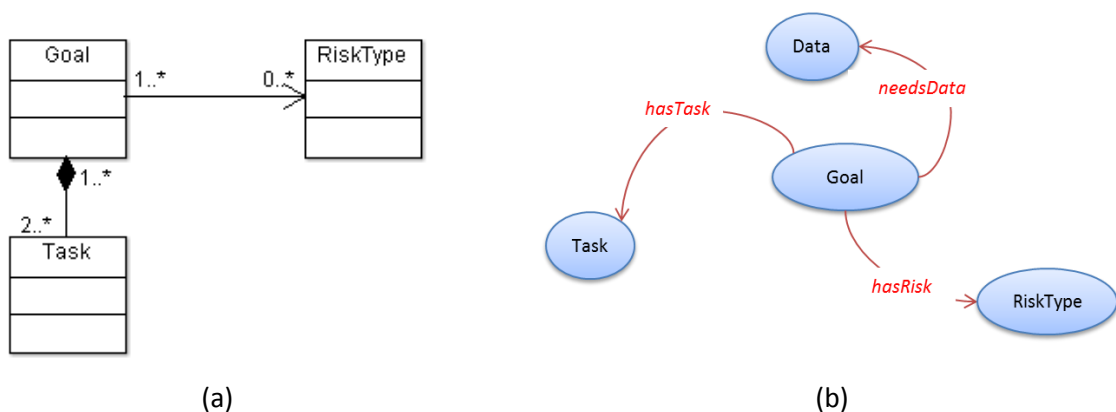 Goal
RiskType
1..*
0..*
1..*
2..*
Task
(a)
Data
needsData
hasTask
Goal
Task
hasRisk
RiskType
(b)